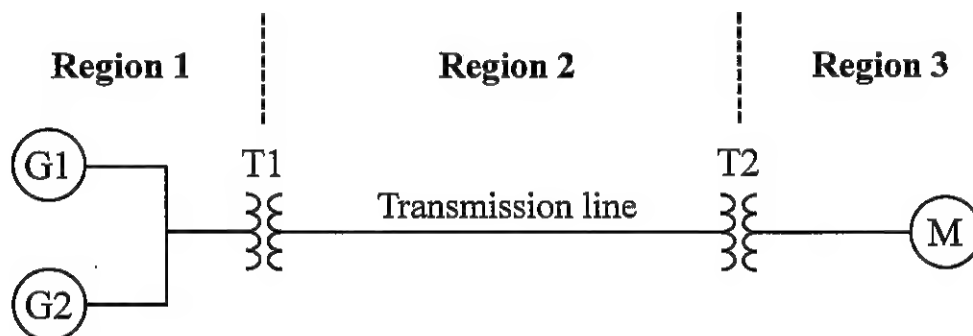 Region 1
Region 2
Region 3
G1
T1
T2
Transmission line
M
G2